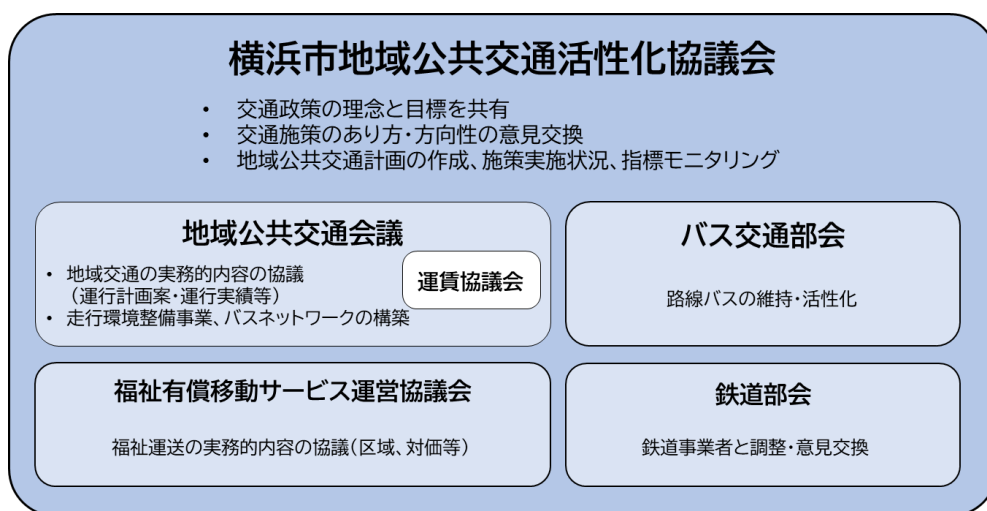 横浜市地域公共交通活性化協議会
• 交通政策の理念と目標を共有
• 交通施策のあり方・方向性の意見交換
• 地域公共交通計画の作成、施策実施状況、指標モニタリング
地域公共交通会議
• 地域交通の実務的内容の協議
（運行計画案・運行実績等）
• 走行環境整備事業、バスネットワークの構築
運賃協議会
バス交通部会
路線バスの維持・活性化
福祉有償移動サービス運営協議会
福祉運送の実務的内容の協議（区域、対価等）
鉄道部会
鉄道事業者と調整・意見交換